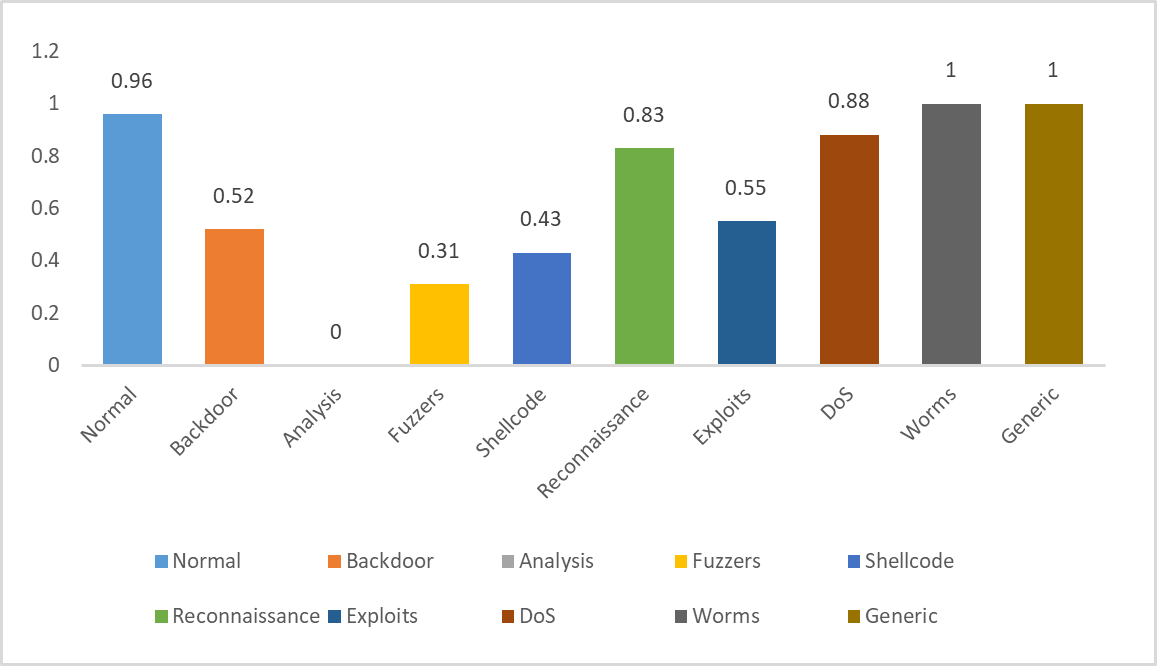 1.2
1
0.8
0.6
0.4
0.2
0
0.96
0.52
0
0.31
0.43
0.83
0.55
0.88
1
1
Normal
Backdoor
Analysis
Fuzzers
Shellcode
Reconnaissance
Exploits
DoS
Worms
Generic
Normal Backdoor Analysis Fuzzers Shellcode
Reconnaissance Exploits DoS Worms Generic